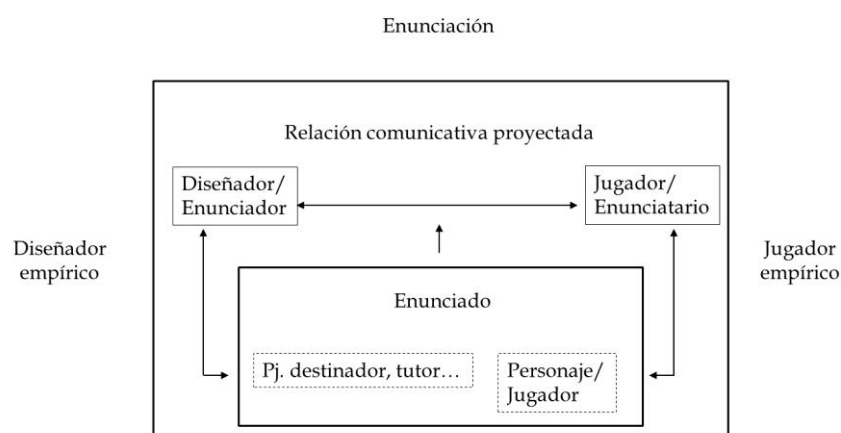 Enunciación
Relación comunicativa proyectada
Diseñador/
Enunciador
Jugador/
Enunciatario
Diseñador
empírico
Jugador
empírico
Enunciado
Pj. destinador, tutor…
Personaje/
Jugador